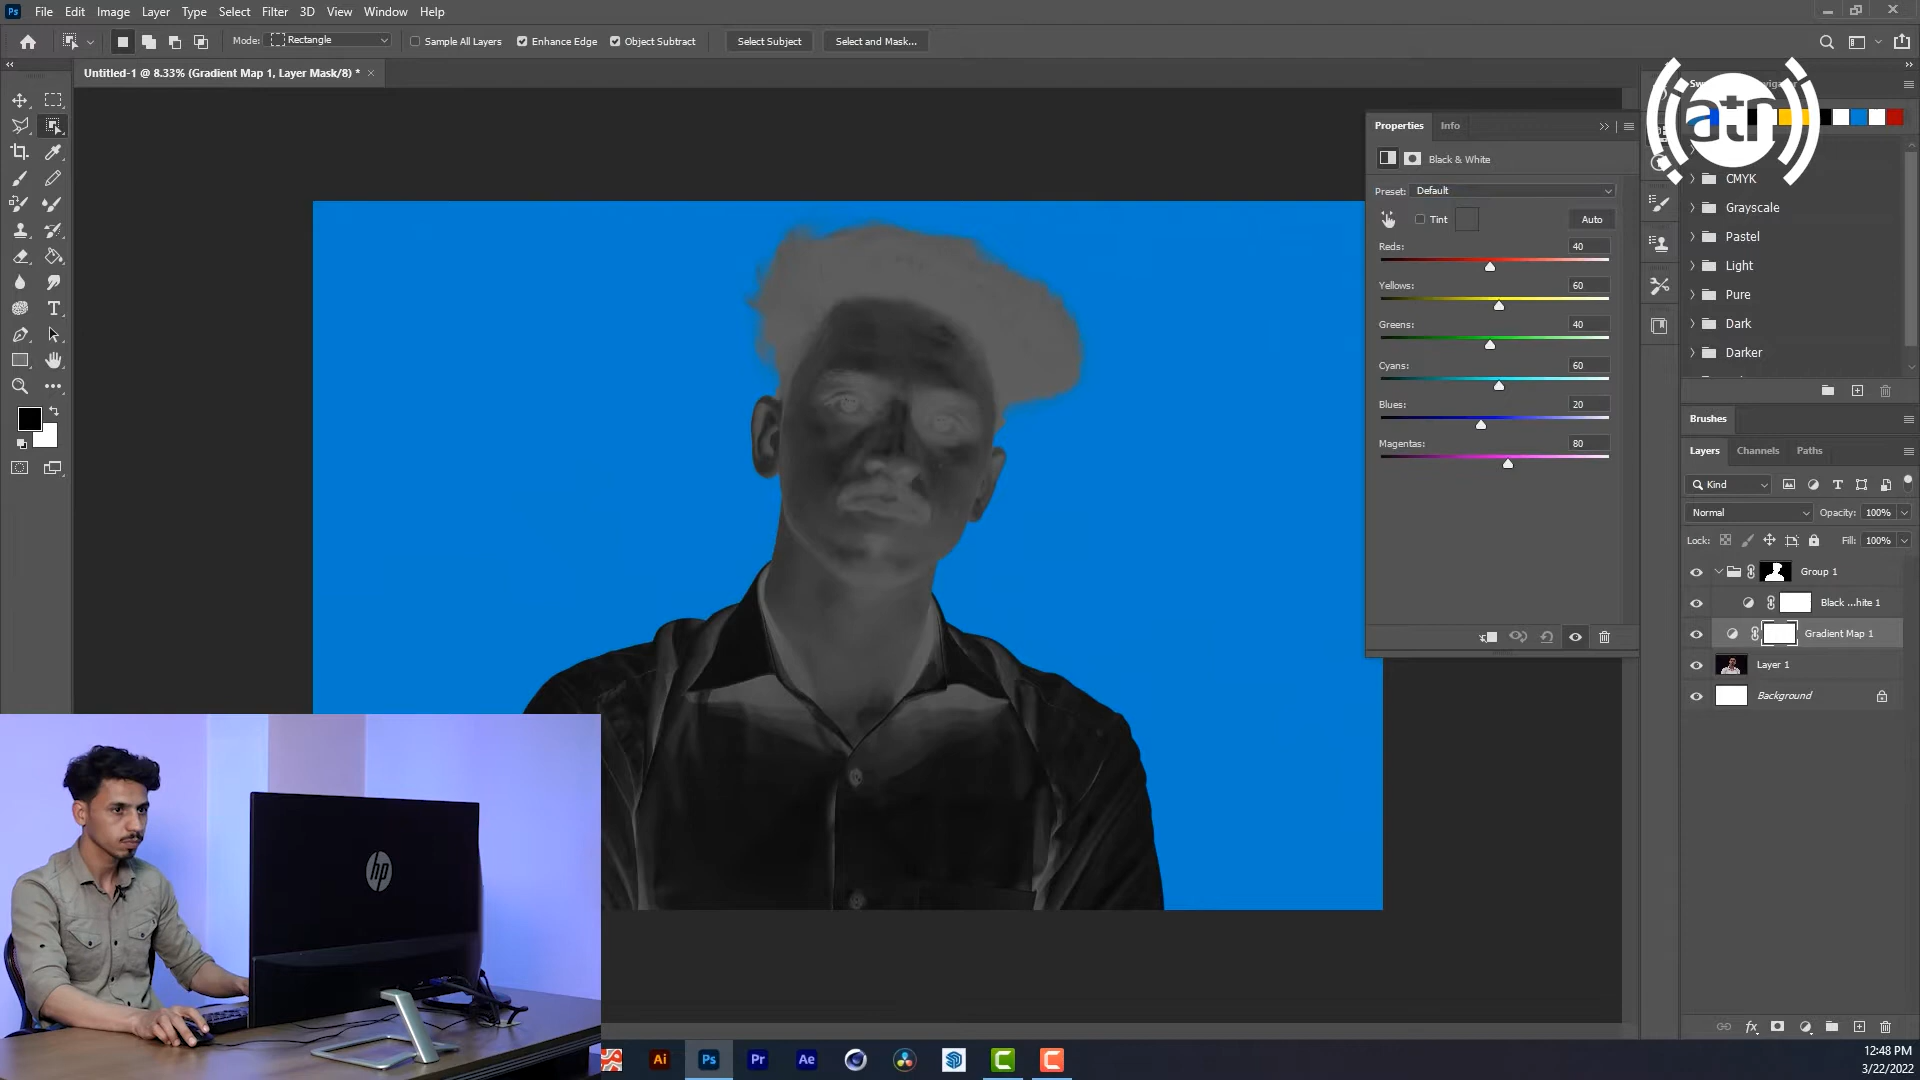 Ps File Edit Image Layer Type Select Filter 3D View Window Help
Mode: Rectangle Sample All Layers Enhance Edge Object Subtract Select Subject Select and Mask...
Untitled-1 @ 8.33% (Gradient Map 1, Layer Mask/8) *
atr
Properties Info
Black & White
Preset: Default
Tint Auto
Reds: 40
Yellows: 60
Greens: 40
Cyans: 60
Blues: 20
Magentas: 80
CMYK
Grayscale
Pastel
Light
Pure
Dark
Darker
Brushes
Layers Channels Paths
Kind
Normal Opacity: 100%
Lock: Fill: 100%
Group 1
Black ...hite 1
Gradient Map 1
Layer 1
Background
hp
Ai Ps Pr Ae
12:48 PM
3/22/2022